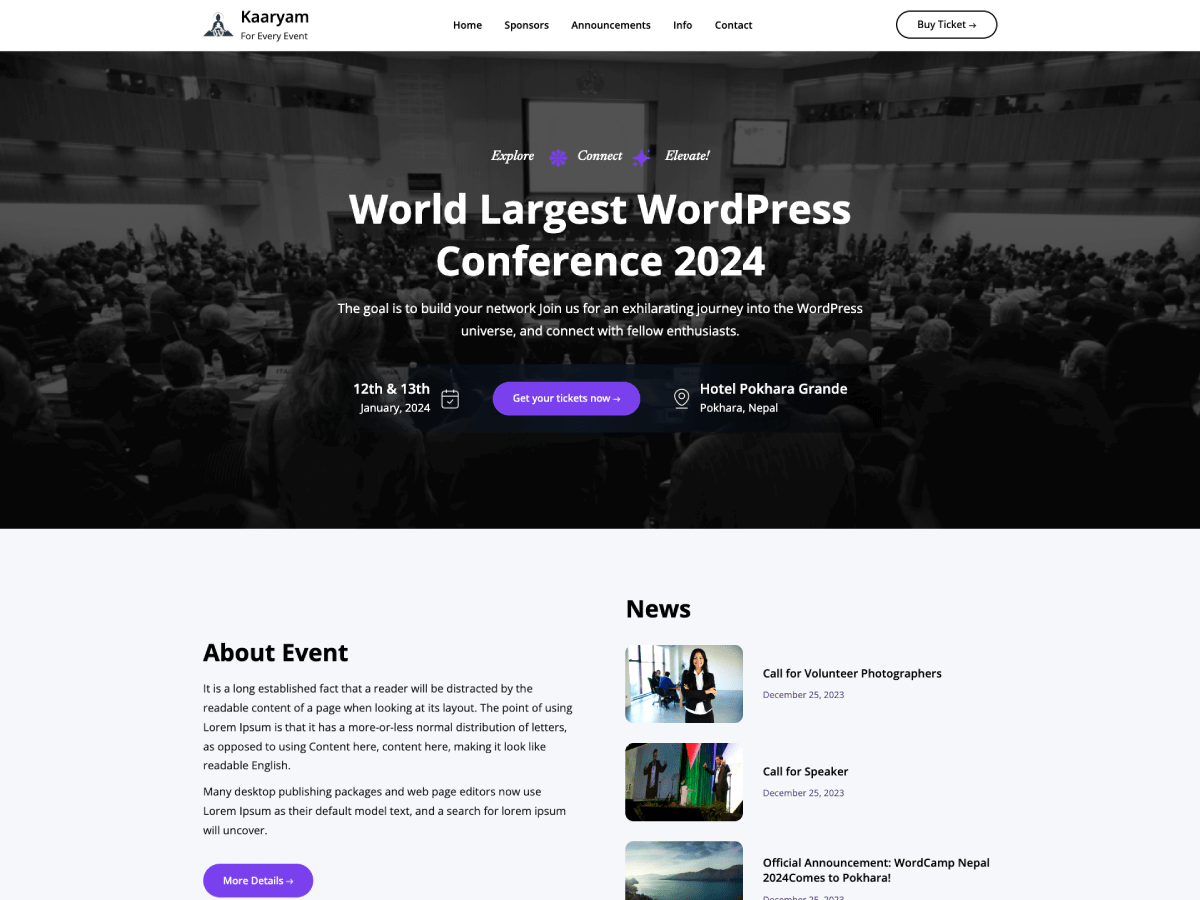 Kaaryam
For Every Event
Home Sponsors Announcements Info Contact
Buy Ticket →
Explore Connect Elevate!
World Largest WordPress
Conference 2024
The goal is to build your network Join us for an exhilarating journey into the WordPress
universe, and connect with fellow enthusiasts.
12th & 13th
January, 2024
Get your tickets now →
Hotel Pokhara Grande
Pokhara, Nepal
About Event
It is a long established fact that a reader will be distracted by the
readable content of a page when looking at its layout. The point of using
Lorem Ipsum is that it has a more-or-less normal distribution of letters,
as opposed to using Content here, content here, making it look like
readable English.
Many desktop publishing packages and web page editors now use
Lorem Ipsum as their default model text, and a search for lorem ipsum
will uncover.
More Details →
News
Call for Volunteer Photographers
December 25, 2023
Call for Speaker
December 25, 2023
Official Announcement: WordCamp Nepal
2024Comes to Pokhara!
December 25, 2023